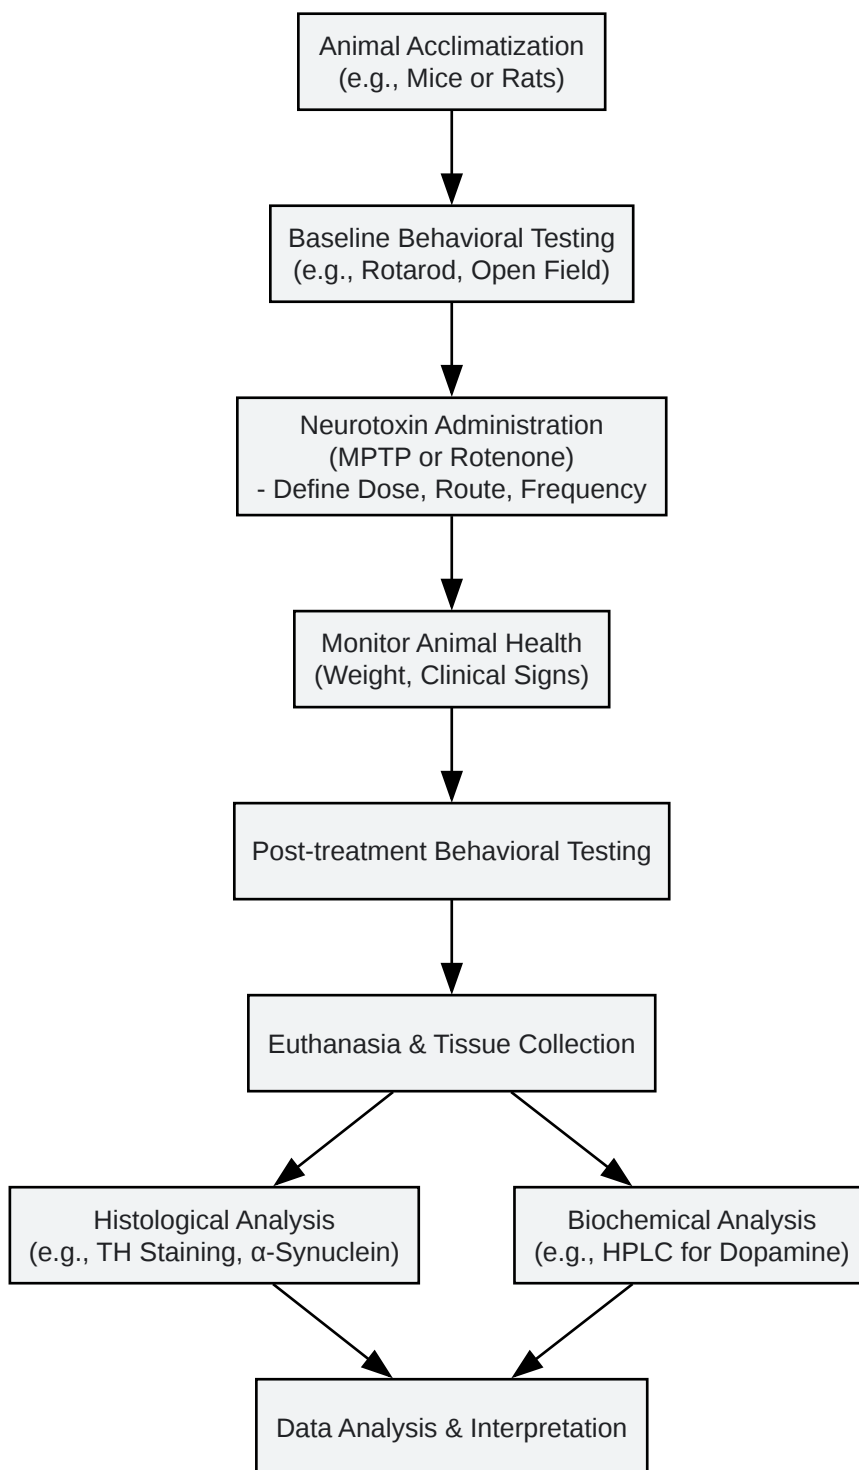 Animal Acclimatization
(e.g., Mice or Rats)
Baseline Behavioral Testing
(e.g., Rotarod, Open Field)
Neurotoxin Administration
(MPTP or Rotenone)
- Define Dose, Route, Frequency
Monitor Animal Health
(Weight, Clinical Signs)
Post-treatment Behavioral Testing
Euthanasia & Tissue Collection
Histological Analysis
(e.g., TH Staining, α-Synuclein)
Biochemical Analysis
(e.g., HPLC for Dopamine)
Data Analysis & Interpretation